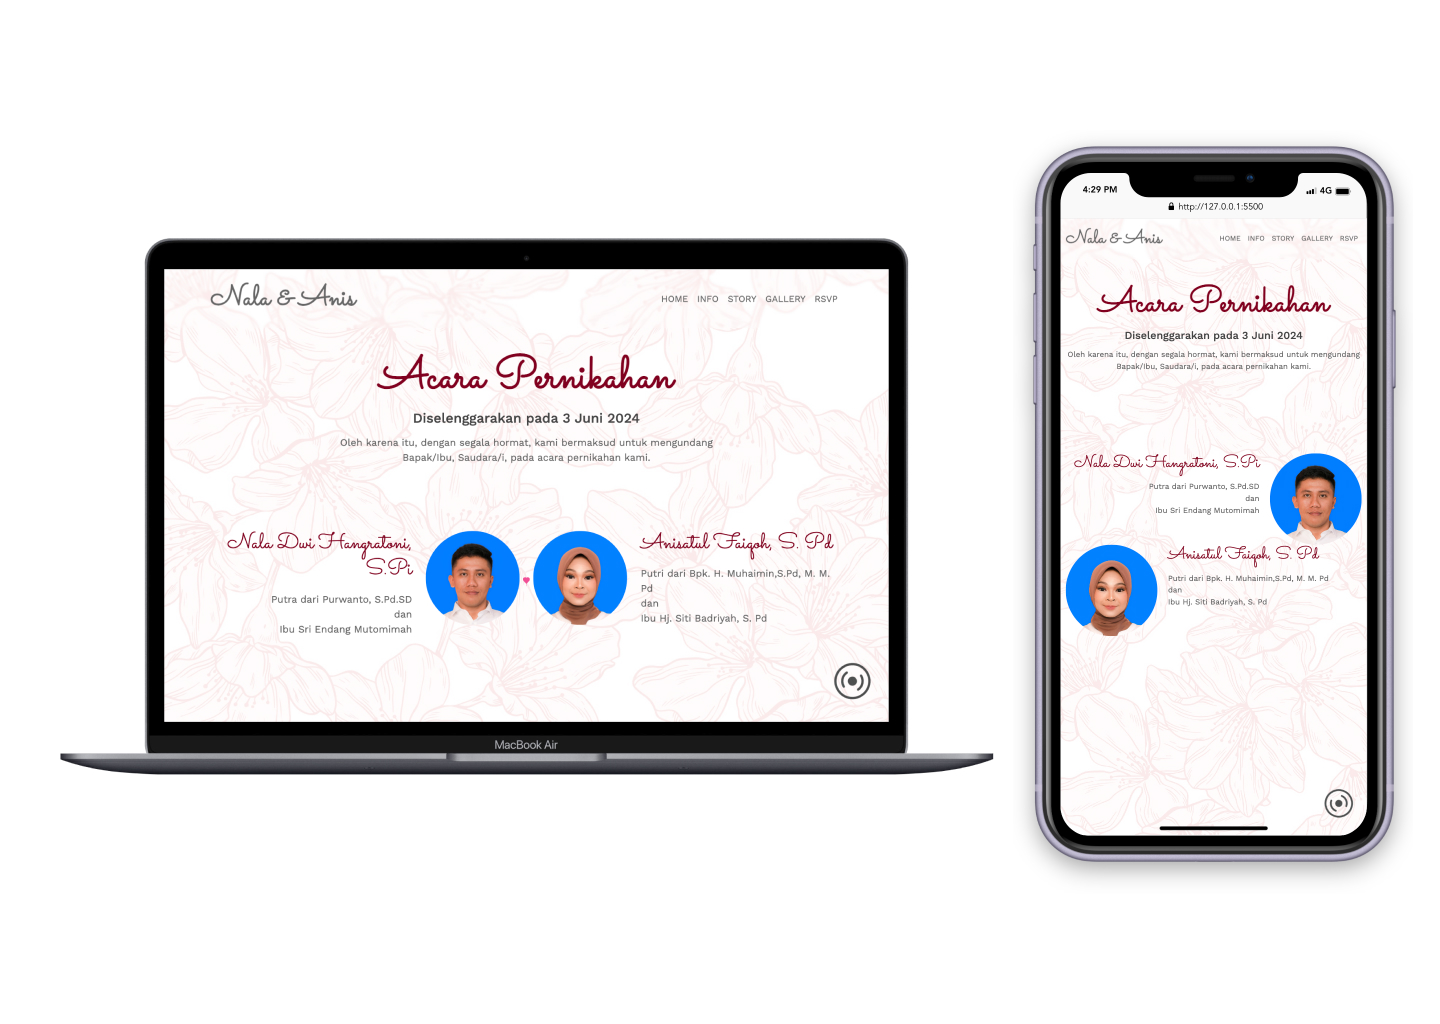 Nala & Anis
HOME INFO STORY GALLERY RSVP
Acara Pernikahan
Diselenggarakan pada 3 Juni 2024
Oleh karena itu, dengan segala hormat, kami bermaksud untuk mengundang
Bapak/Ibu, Saudara/i, pada acara pernikahan kami.
Nala Dwi Hangratoni,
S.Pi
Putra dari Purwanto, S.Pd.SD
dan
Ibu Sri Endang Mutomimah
Anisatul Faiqoh, S. Pd
Putri dari Bpk. H. Muhaimin,S.Pd, M. M.
Pd
dan
Ibu Hj. Siti Badriyah, S. Pd
MacBook Air
4:29 PM
4G
http://127.0.0.1:5500
Nala & Anis
HOME INFO STORY GALLERY RSVP
Acara Pernikahan
Diselenggarakan pada 3 Juni 2024
Oleh karena itu, dengan segala hormat, kami bermaksud untuk mengundang
Bapak/Ibu, Saudara/i, pada acara pernikahan kami.
Nala Dwi Hangratoni, S.Pi
Putra dari Purwanto, S.Pd.SD
dan
Ibu Sri Endang Mutomimah
Anisatul Faiqoh, S. Pd
Putri dari Bpk. H. Muhaimin,S.Pd, M. M. Pd
dan
Ibu Hj. Siti Badriyah, S. Pd